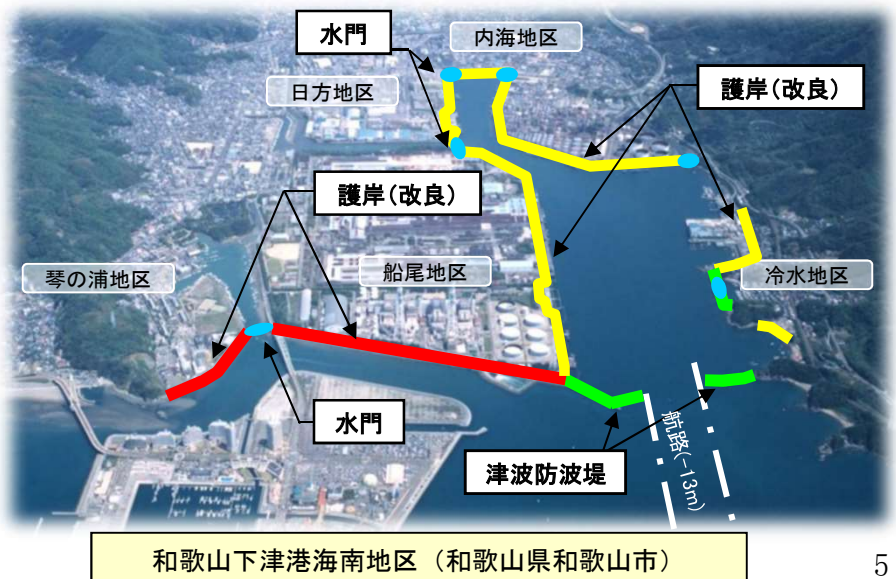 水門
内海地区
日方地区
護岸(改良)
護岸(改良)
琴の浦地区
船尾地区
冷水地区
水門
津波防波堤
航路(-13m)
和歌山下津港海南地区（和歌山県和歌山市）
5